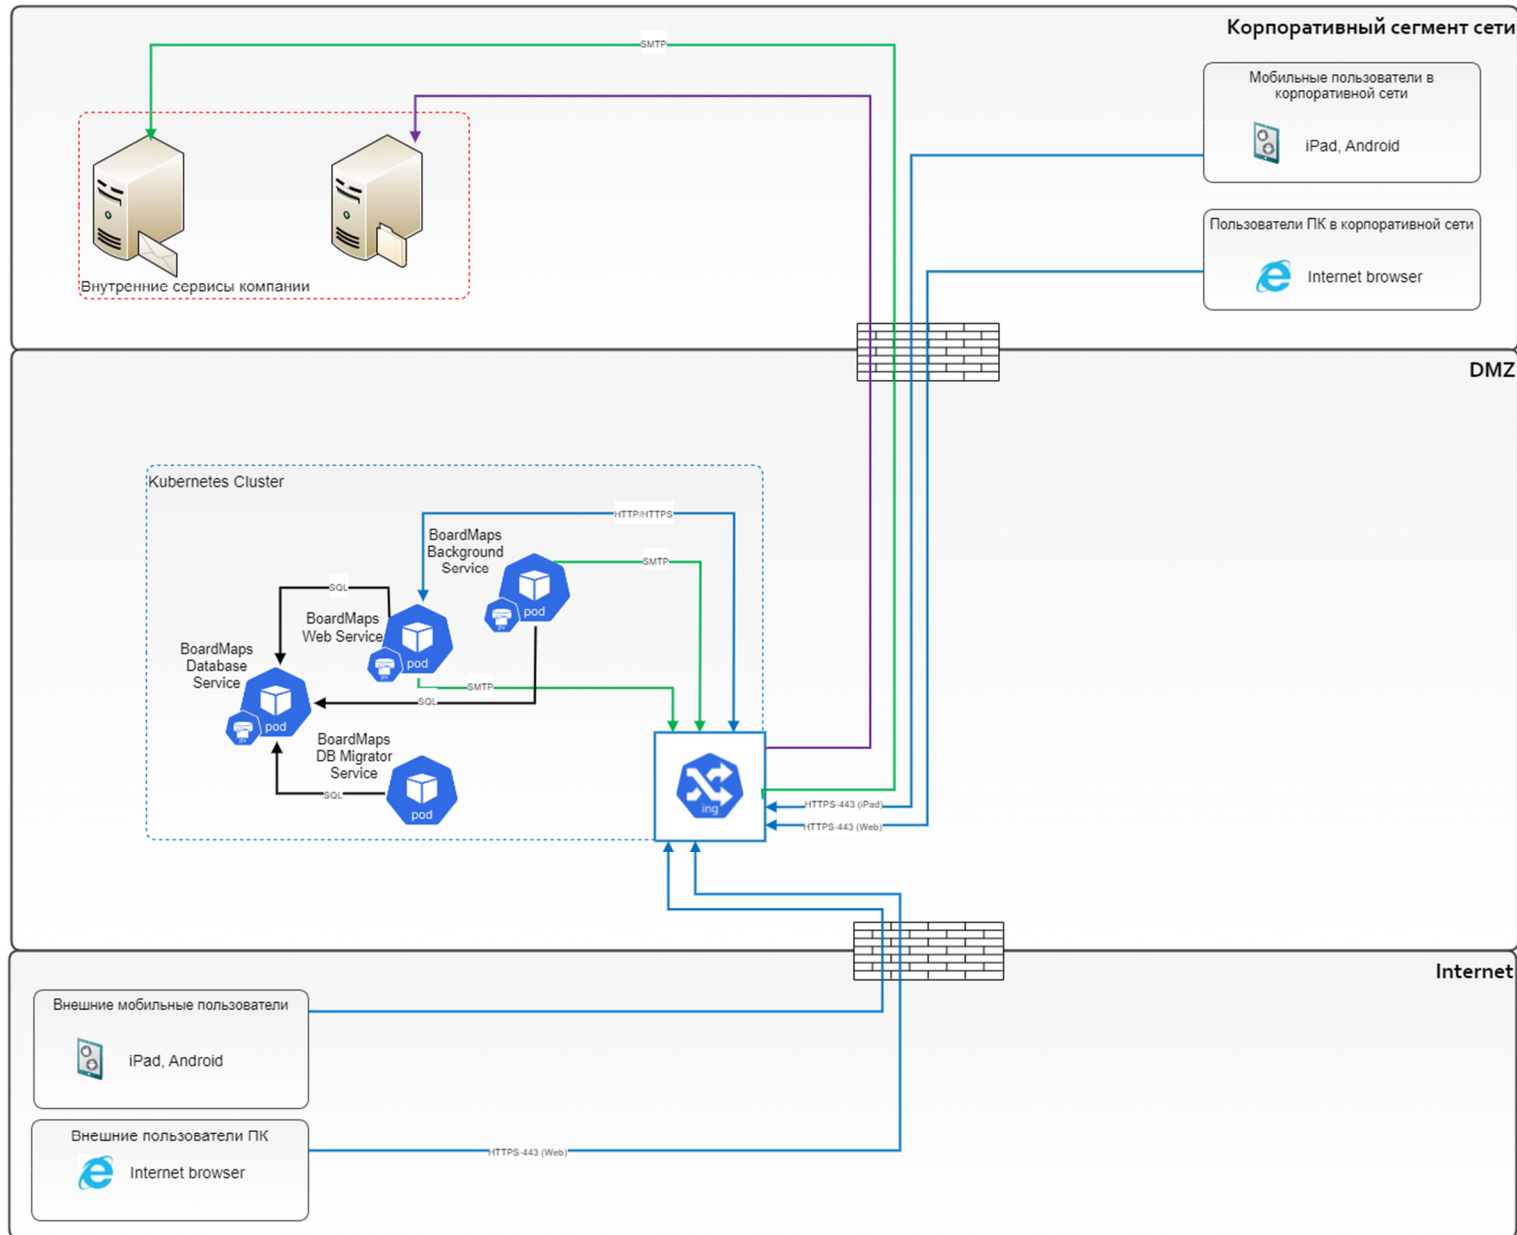 Корпоративный сегмент сети
SMTP
Мобильные пользователи в
корпоративной сети
iPad, Android
Пользователи ПК в корпоративной сети
Internet browser
Внутренние сервисы компании
DMZ
Kubernetes Cluster
HTTP/HTTPS
BoardMaps
Background
Service
SMTP
pod
SQL
BoardMaps
Web Service
pod
BoardMaps
Database
Service
SMTP
SQL
pod
BoardMaps
DB Migrator
Service
SQL
pod
ing
HTTPS-443 (iPad)
HTTPS-443 (Web)
Internet
Внешние мобильные пользователи
iPad, Android
Внешние пользователи ПК
Internet browser
HTTPS-443 (Web)